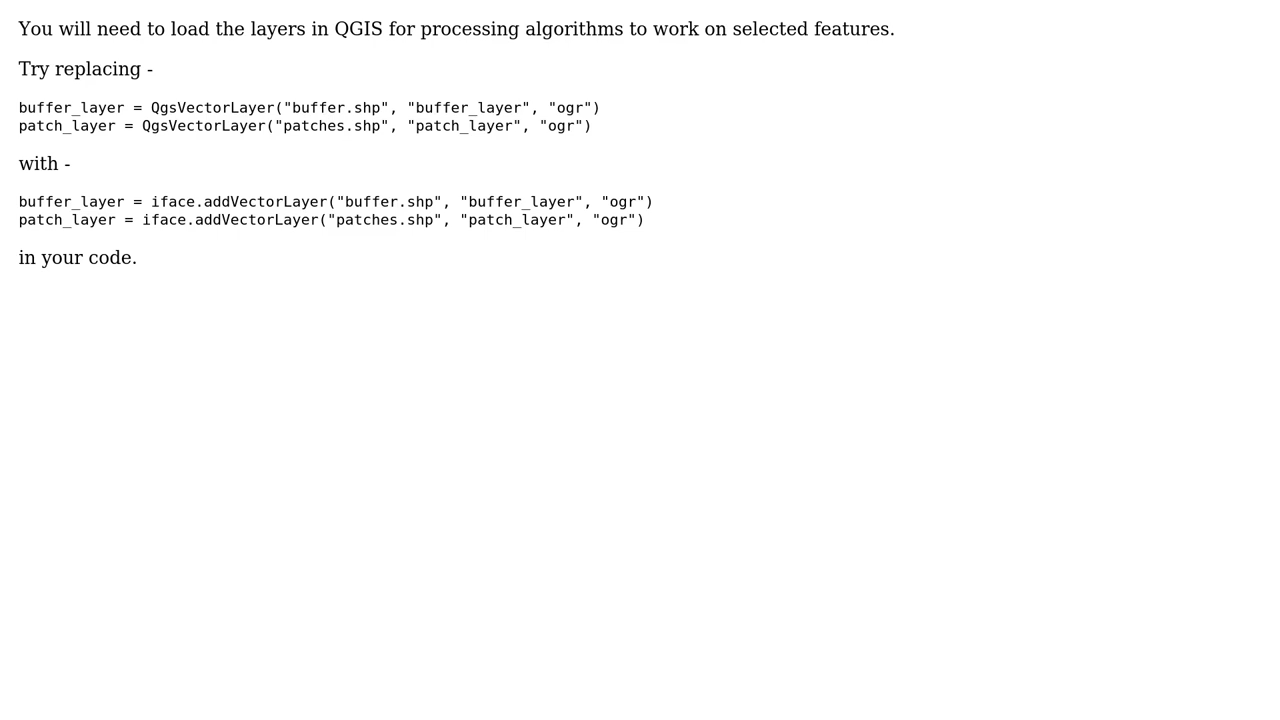 You will need to load the layers in QGIS for processing algorithms to work on selected features.
Try replacing -
buffer_layer = QgsVectorLayer("buffer.shp", "buffer_layer", "ogr")
patch_layer = QgsVectorLayer("patches.shp", "patch_layer", "ogr")
with -
buffer_layer = iface.addVectorLayer("buffer.shp", "buffer_layer", "ogr")
patch_layer = iface.addVectorLayer("patches.shp", "patch_layer", "ogr")
in your code.